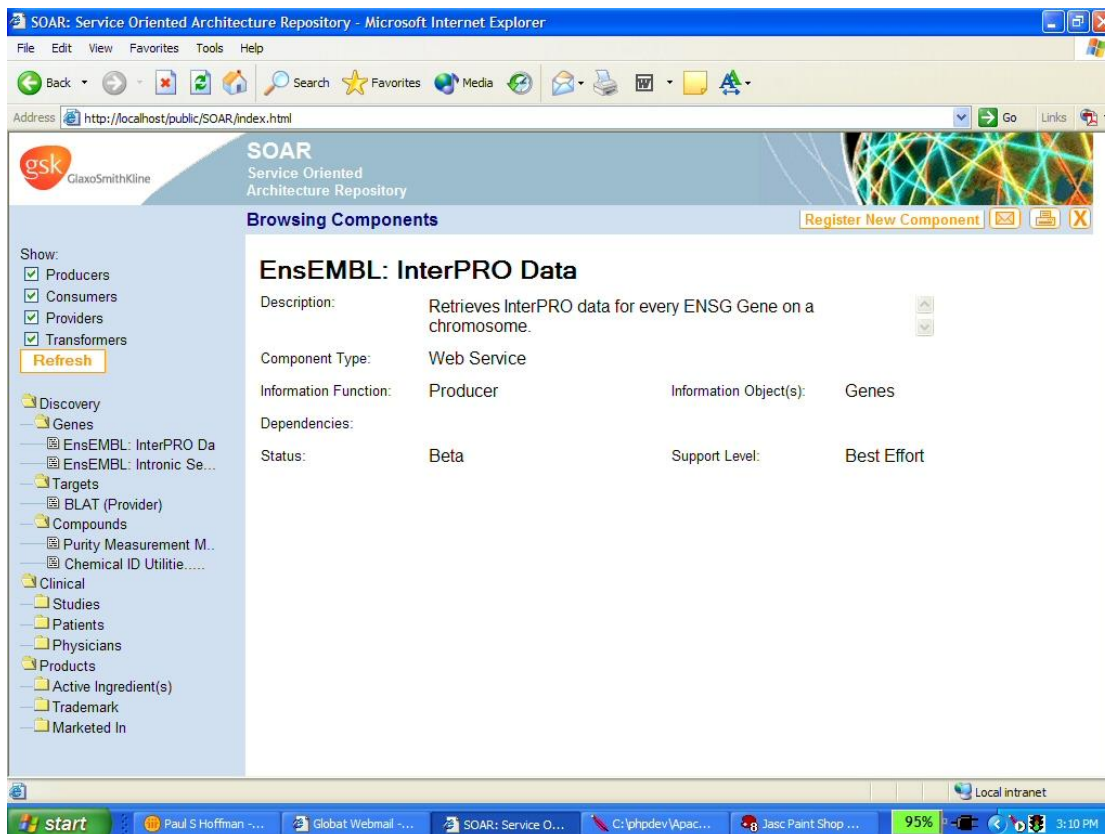 SOAR: Service Oriented Architecture Repository - Microsoft Internet Explorer
File Edit View Favorites Tools Help
Back Search Favorites Media
Address http://localhost/public/SOAR/index.html Go Links
gsk GlaxoSmithKline
SOAR
Service Oriented
Architecture Repository
Browsing Components Register New Component X
Show:
Producers
Consumers
Providers
Transformers
Refresh
Discovery
Genes
EnsEMBL: InterPRO Da
EnsEMBL: Intronic Se...
Targets
BLAT (Provider)
Compounds
Purity Measurement M..
Chemical ID Utilitie.....
Clinical
Studies
Patients
Physicians
Products
Active Ingredient(s)
Trademark
Marketed In
EnsEMBL: InterPRO Data
Description: Retrieves InterPRO data for every ENSG Gene on a
chromosome.
Component Type: Web Service
Information Function: Producer Information Object(s): Genes
Dependencies:
Status: Beta Support Level: Best Effort
Local intranet
start Paul S Hoffman -... Globat Webmail -... SOAR: Service O... C:\phpdev\Apac... Jasc Paint Shop ... 95% 3:10 PM